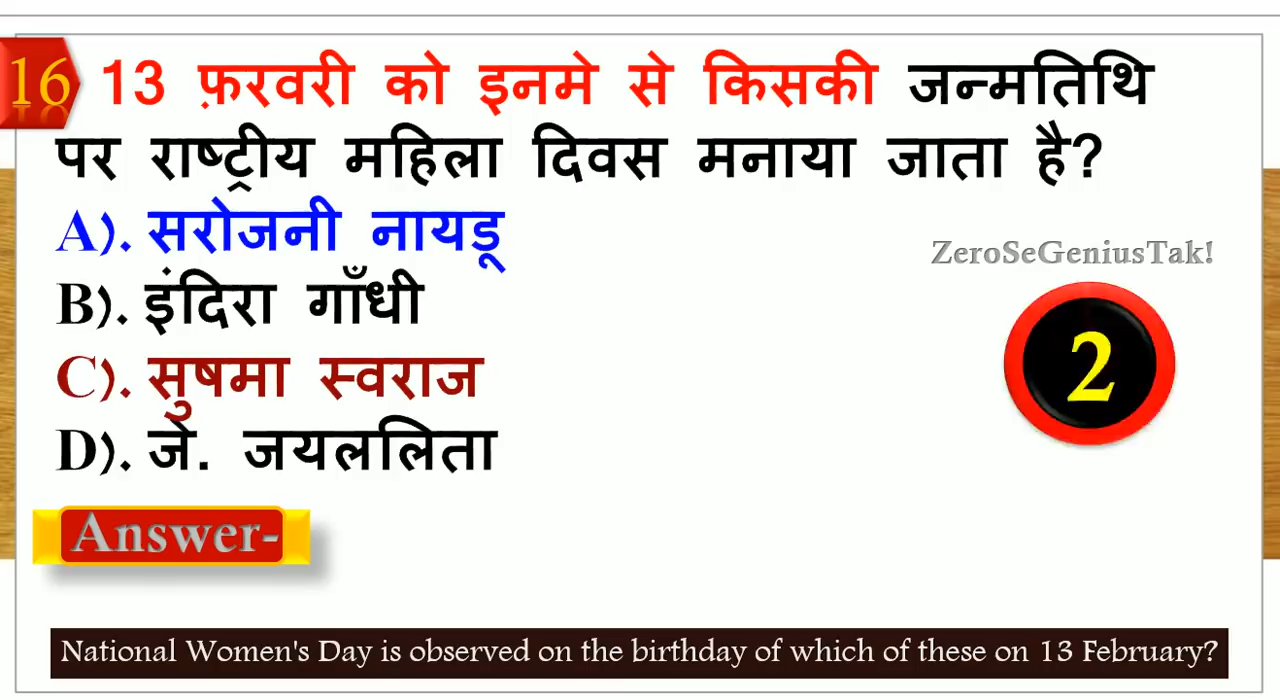 16 13 फ़रवरी को इनमे से किसकी जन्मतिथि
पर राष्ट्रीय महिला दिवस मनाया जाता है?
A). सरोजनी नायडू
ZeroSeGeniusTak!
B). इंदिरा गाँधी
2
C). सुषमा स्वराज
D). जे. जयललिता
Answer-
National Women's Day is observed on the birthday of which of these on 13 February?